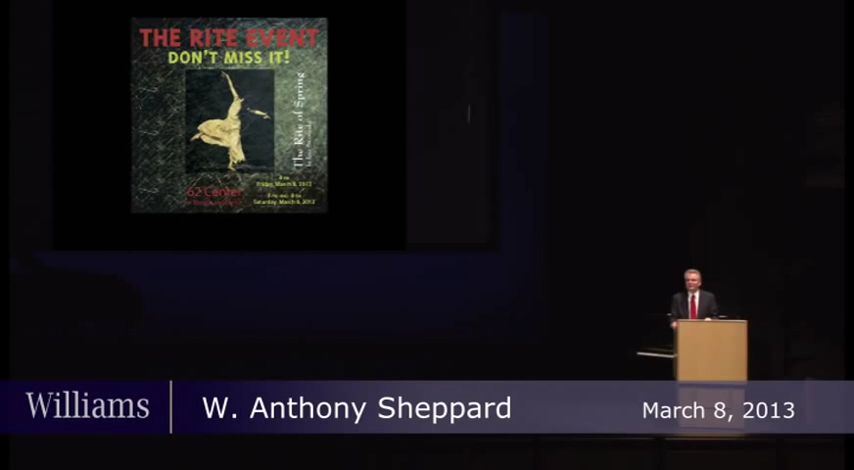 THE RITE EVENT
DON'T MISS IT!
The Rite of Spring
62 Center
Friday, March 8, 2013
Saturday, March 9, 2013
Williams
W. Anthony Sheppard
March 8, 2013